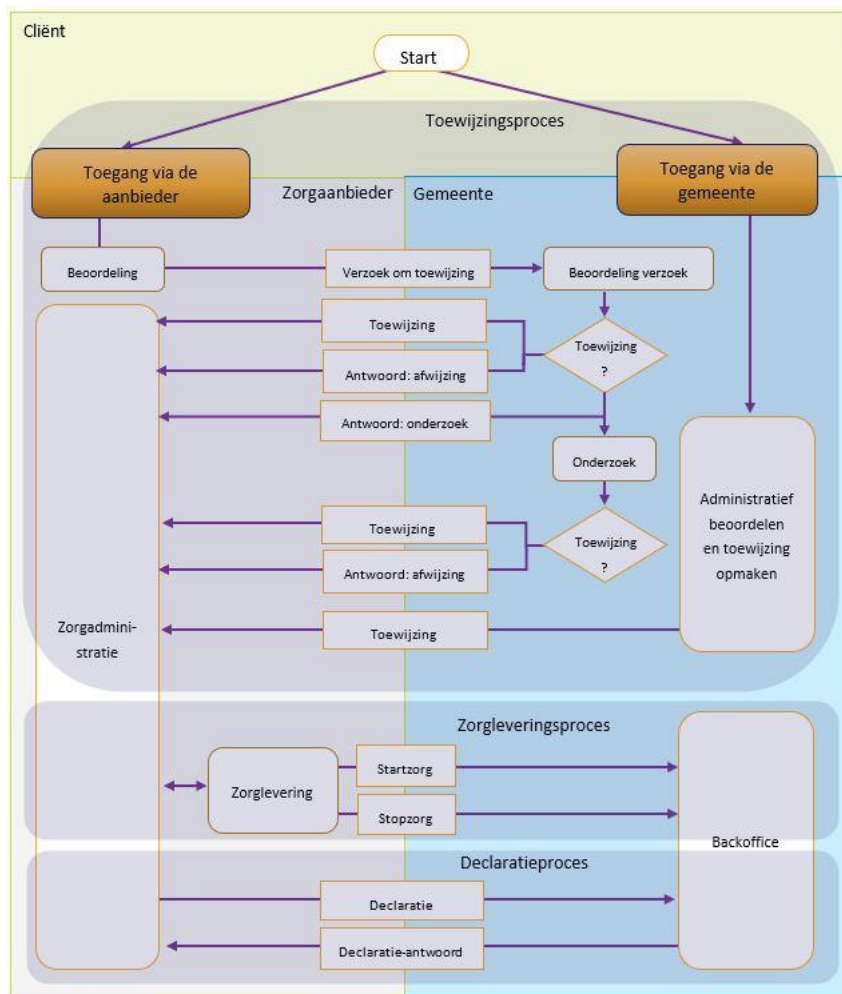 Cliënt
Start
Toewijzingsproces
Toegang via de
aanbieder
Toegang via de
gemeente
Zorgaanbieder
Gemeente
Beoordeling
Verzoek om toewijzing
Beoordeling verzoek
Toewijzing
Toewijzing
?
Antwoord: afwijzing
Antwoord: onderzoek
Onderzoek
Administratief
beoordelen
en toewijzing
opmaken
Toewijzing
Toewijzing
?
Antwoord: afwijzing
Zorgadmini-
stratie
Toewijzing
Zorgleveringsproces
Zorglevering
Startzorg
Stopzorg
Backoffice
Declaratieproces
Declaratie
Declaratie-antwoord